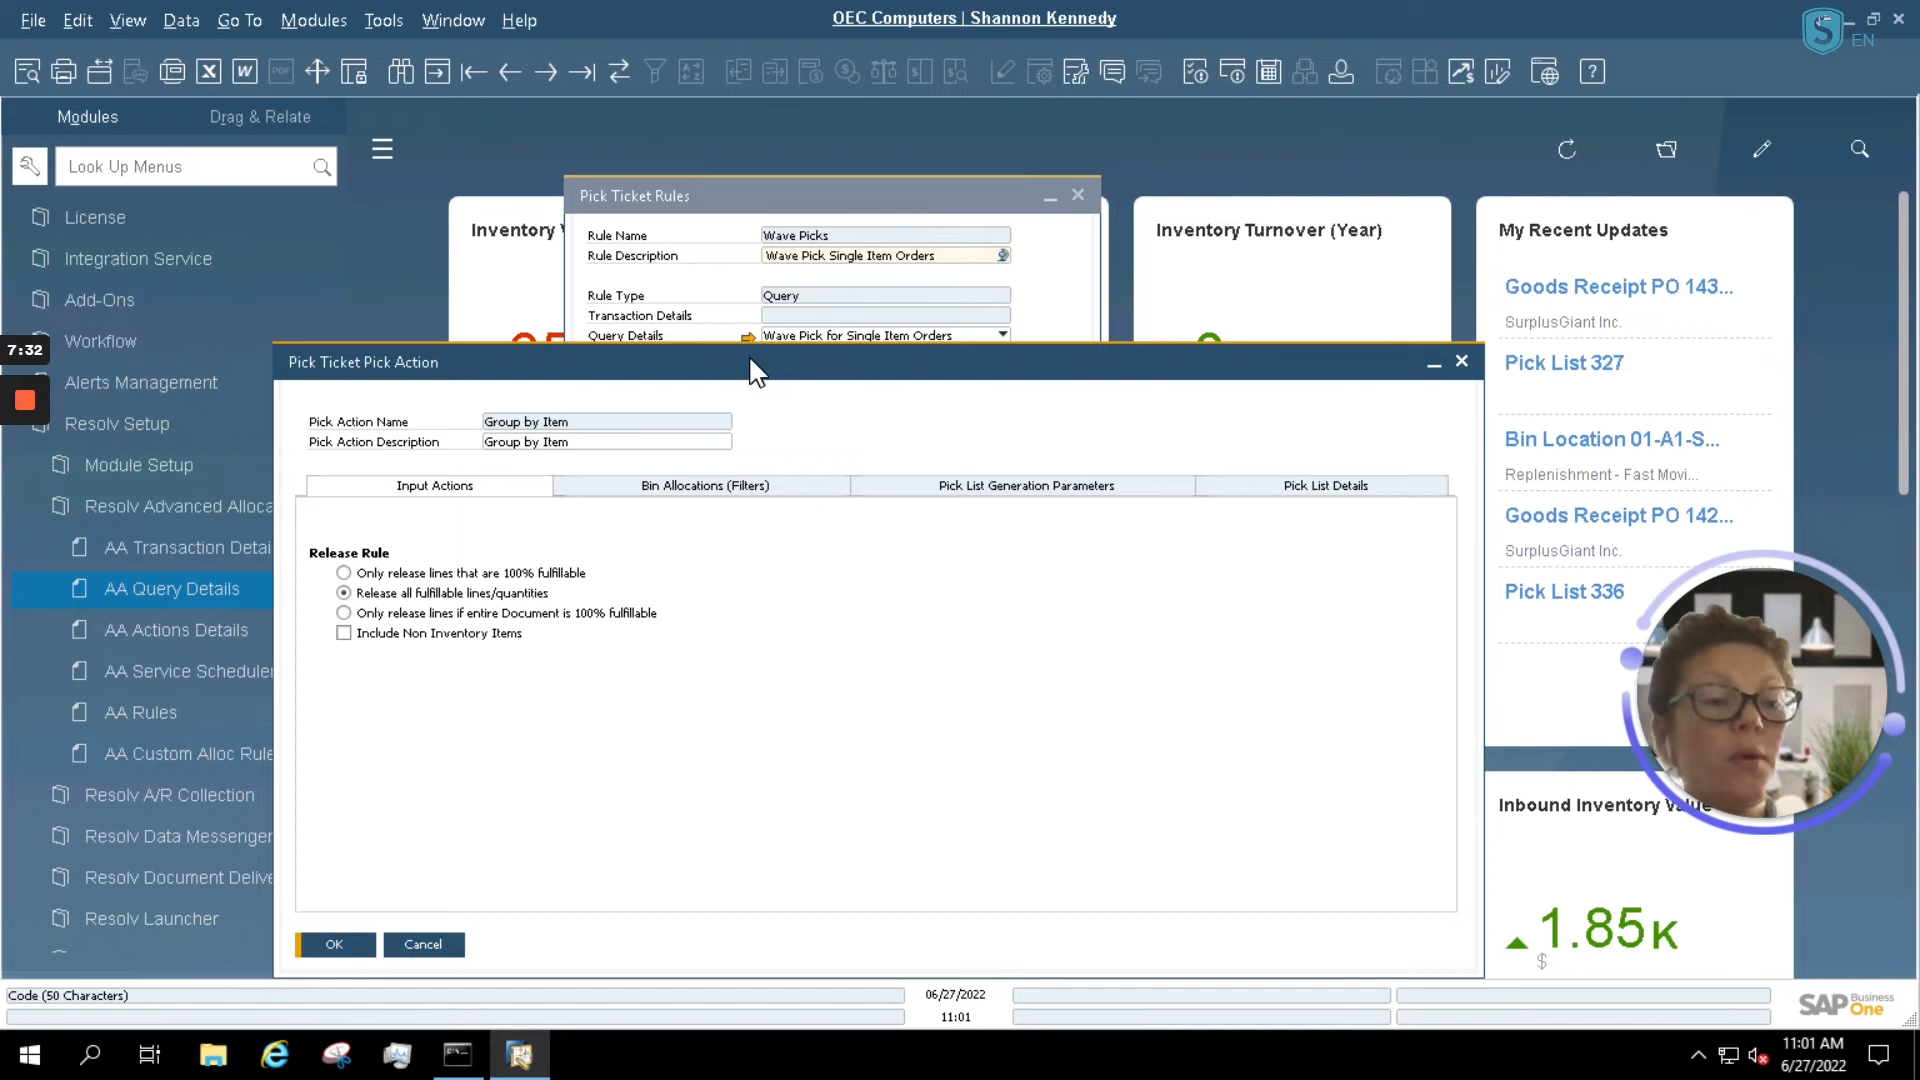 File Edit View Data Go To Modules Tools Window Help
OEC Computers | Shannon Kennedy
EN
Modules
Drag & Relate
Look Up Menus
License
Integration Service
Add-Ons
7:32
Workflow
Alerts Management
Resolv Setup
Module Setup
Resolv Advanced Alloca
AA Transaction Detai
AA Query Details
AA Actions Details
AA Service Scheduler
AA Rules
AA Custom Alloc Rule
Resolv A/R Collection
Resolv Data Messenger
Resolv Document Delive
Resolv Launcher
Inventory
Pick Ticket Rules
Rule Name Wave Picks
Rule Description Wave Pick Single Item Orders
Rule Type Query
Transaction Details
Query Details Wave Pick for Single Item Orders
Pick Ticket Pick Action
Pick Action Name Group by Item
Pick Action Description Group by Item
Input Actions Bin Allocations (Filters) Pick List Generation Parameters Pick List Details
Release Rule
Only release lines that are 100% fulfillable
Release all fulfillable lines/quantities
Only release lines if entire Document is 100% fulfillable
Include Non Inventory Items
OK Cancel
Inventory Turnover (Year)
My Recent Updates
Goods Receipt PO 143...
SurplusGiant Inc.
Pick List 327
Bin Location 01-A1-S...
Replenishment - Fast Movi...
Goods Receipt PO 142...
SurplusGiant Inc.
Pick List 336
Inbound Inventory Value
1.85K
$
Code (50 Characters)
06/27/2022
11:01
SAP Business One
11:01 AM
6/27/2022